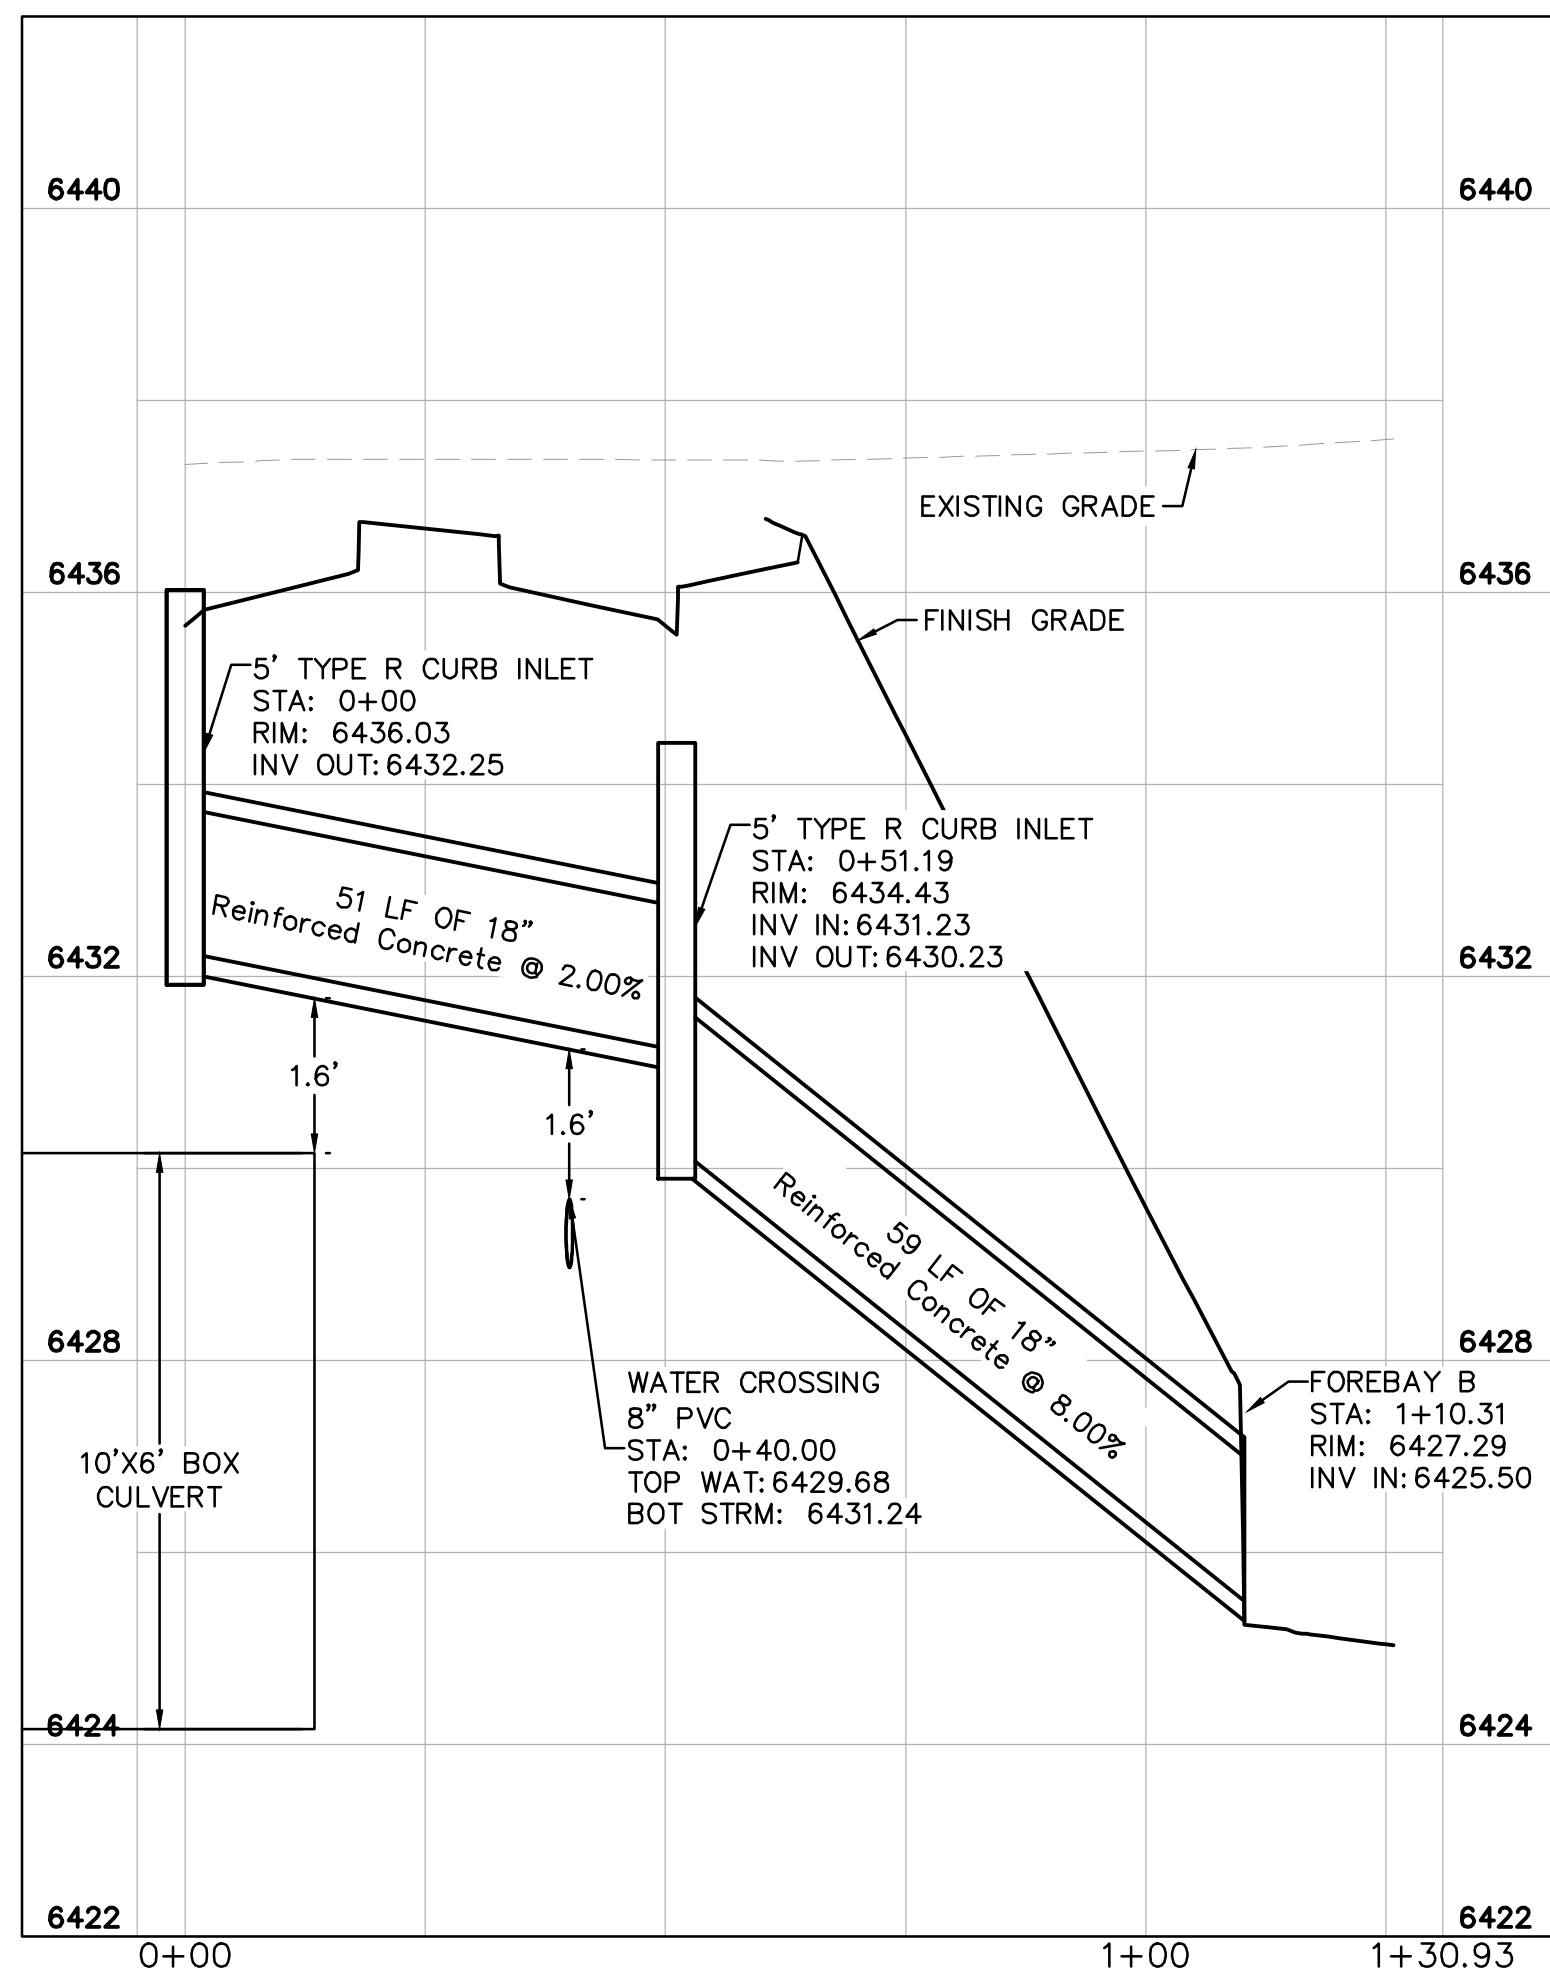 6440
6440
EXISTING GRADE
6436
6436
FINISH GRADE
5' TYPE R CURB INLET
STA: 0+00
RIM: 6436.03
INV OUT:6432.25
5' TYPE R CURB INLET
STA: 0+51.19
RIM: 6434.43
INV IN:6431.23
INV OUT:6430.23
51 LF OF 18"
Reinforced Concrete @ 2.00%
6432
6432
1.6'
1.6'
59 LF OF 18"
Reinforced Concrete @ 8.00%
6428
6428
WATER CROSSING
8" PVC
STA: 0+40.00
TOP WAT:6429.68
BOT STRM: 6431.24
FOREBAY B
STA: 1+10.31
RIM: 6427.29
INV IN:6425.50
10'X6' BOX
CULVERT
6424
6424
6422
6422
0+00
1+00
1+30.93